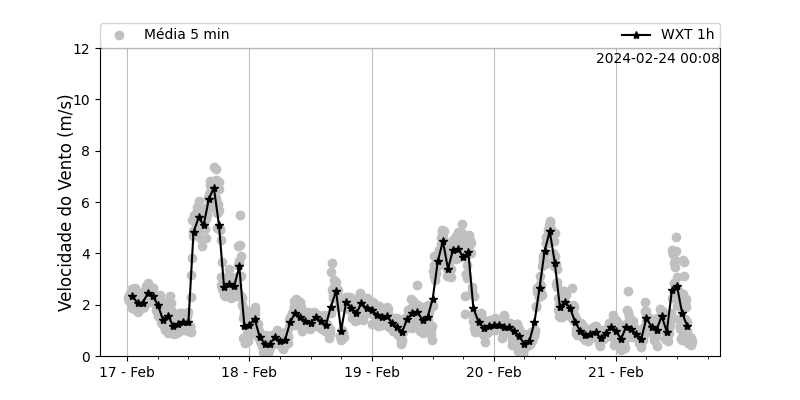 Média 5 min
WXT 1h
2024-02-24 00:08
Velocidade do Vento (m/s)
12
10
8
6
4
2
0
17 - Feb
18 - Feb
19 - Feb
20 - Feb
21 - Feb